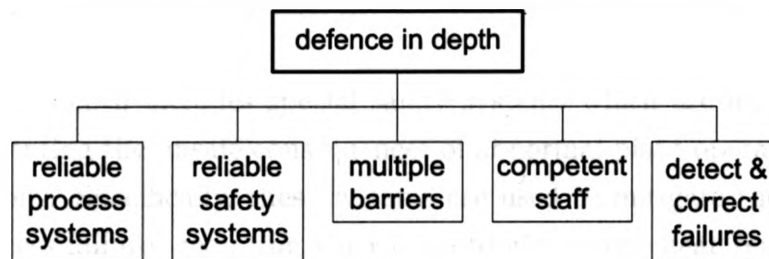 defence in depth
reliable
process
systems
reliable
safety
systems
multiple
barriers
competent
staff
detect &
correct
failures